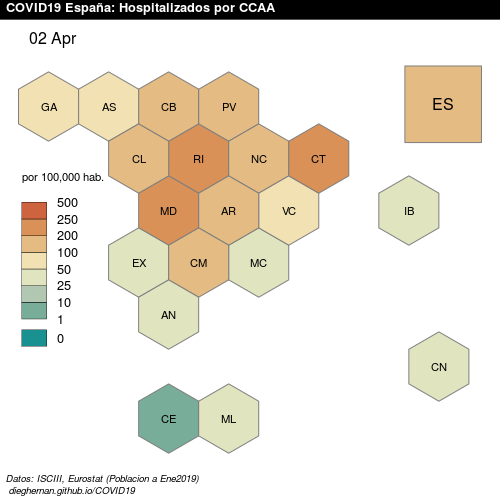 COVID19 España: Hospitalizados por CCAA
02 Apr
GA AS CB PV
ES
CL RI NC CT
por 100,000 hab.
500
250
200
100
50
25
10
1
0
MD AR VC
IB
EX CM MC
AN
CN
CE ML
Datos: ISCIII, Eurostat (Poblacion a Ene2019)
dieghernan.github.io/COVID19